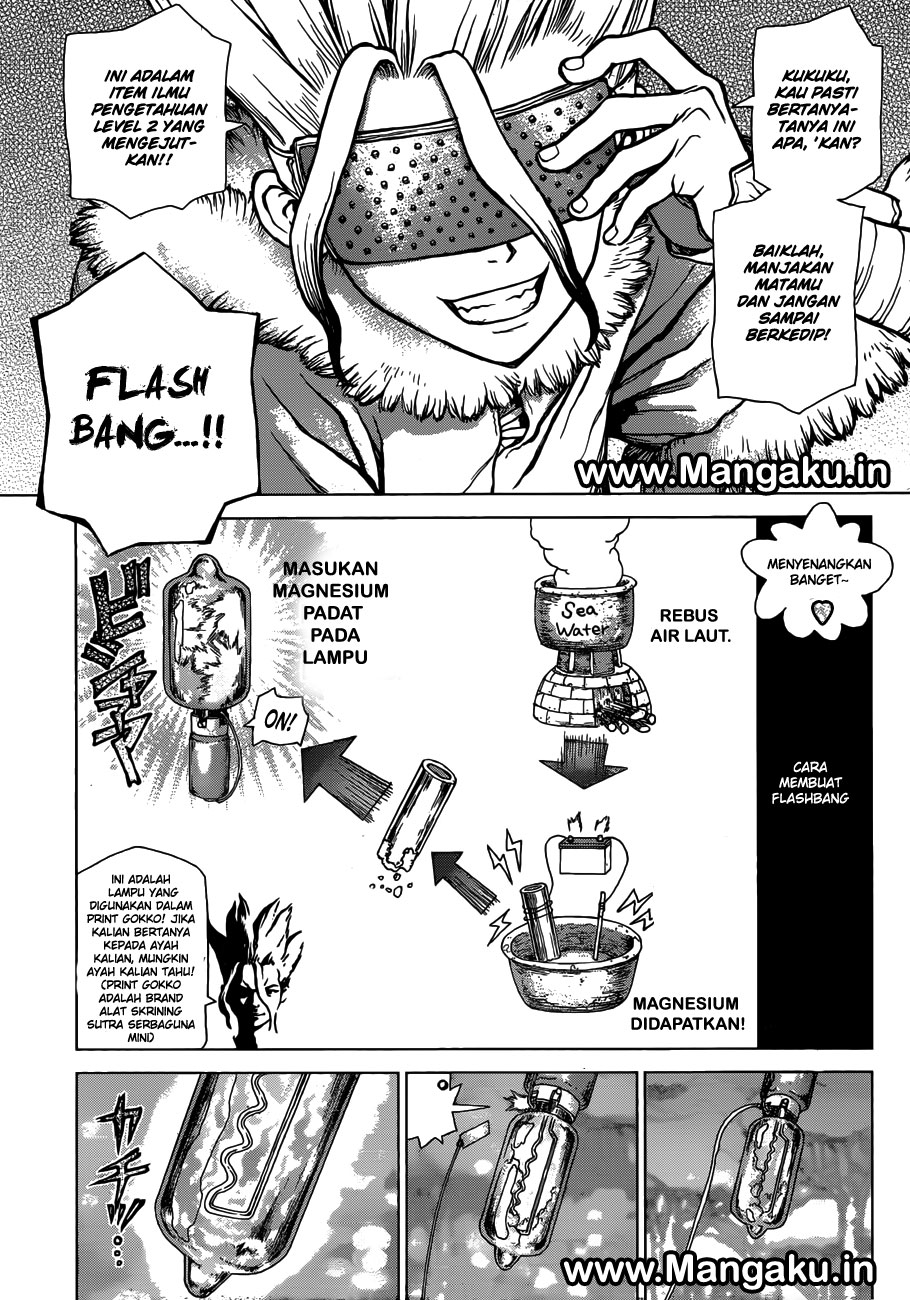 KUKUKU,
KAU PASTI
BERTANYA-
TANYA INI
APA, 'KAN?
BAIKLAH,
MANJAKAN
MATAMU
DAN JANGAN
SAMPAI
BERKEDIP!
INI ADALAM
ITEM ILMU
PENGETAHUAN
LEVEL 2 YANG
MENGEJUT-
KAN!!
FLASH
BANG...!!
www.Mangaku.in
MENYENANGKAN
BANGET~
CARA
MEMBUAT
FLASHBANG
Sea
Water
REBUS
AIR LAUT.
MAGNESIUM
DIDAPATKAN!
MASUKAN
MAGNESIUM
PADAT
PADA
LAMPU
ON!
INI ADALAH
LAMPU YANG
DIGUNAKAN DALAM
PRINT GOKKO! JIKA
KALIAN BERTANYA
KEPADA AYAH
KALIAN, MUNGKIN
AYAH KALIAN TAHU!
(PRINT GOKKO
ADALAH BRAND
ALAT SKRINING
SUTRA SERBAGUNA
MINI)
カチッ…
www.Mangaku.in